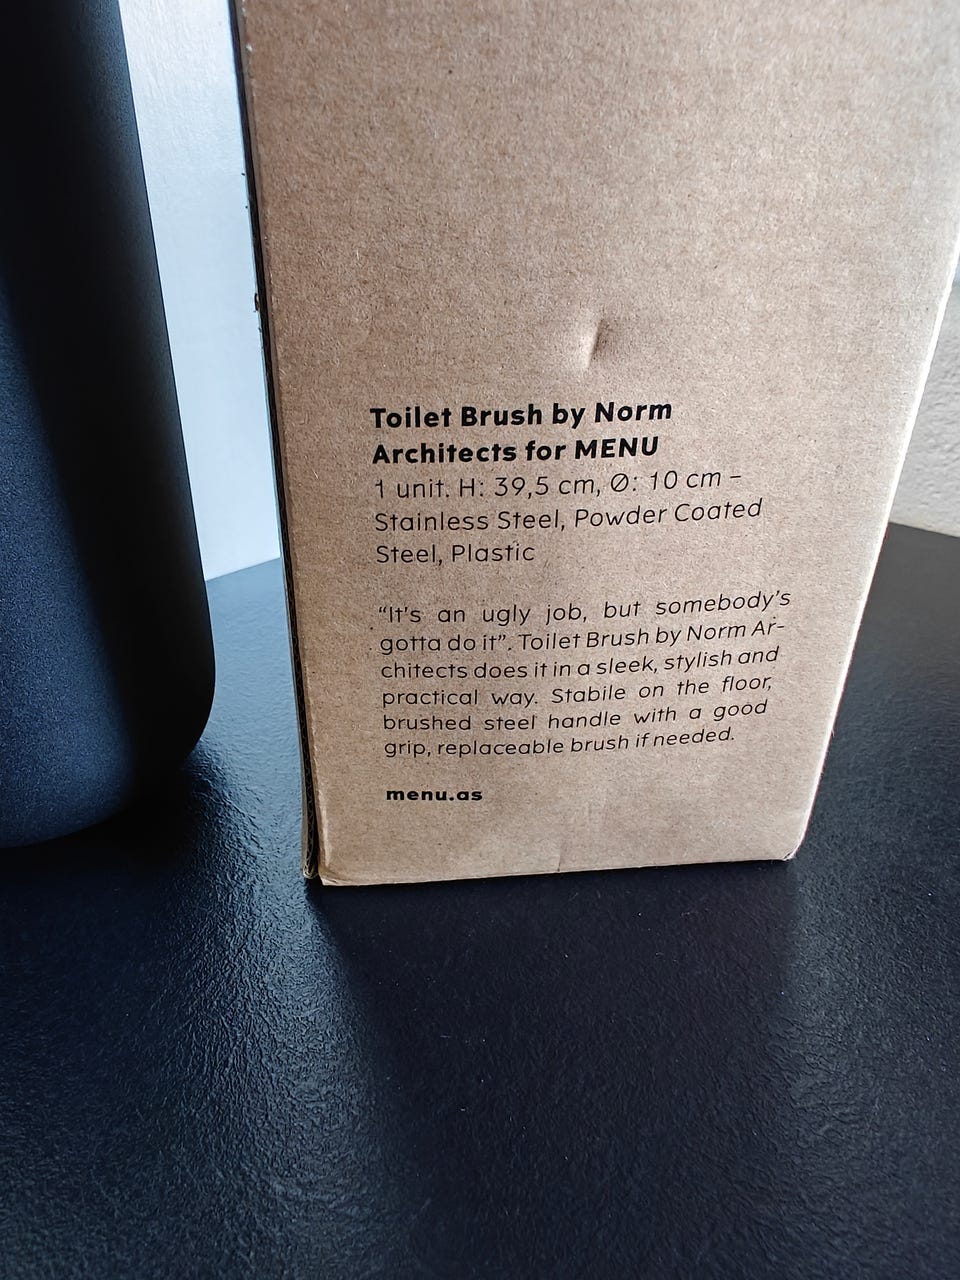 Toilet Brush by Norm
Architects for MENU
1 unit. H: 39,5 cm, Ø: 10 cm –
Stainless Steel, Powder Coated
Steel, Plastic
“It’s an ugly job, but somebody’s
gotta do it”. Toilet Brush by Norm Ar-
chitects does it in a sleek, stylish and
practical way. Stabile on the floor,
brushed steel handle with a good
grip, replaceable brush if needed.
menu.as